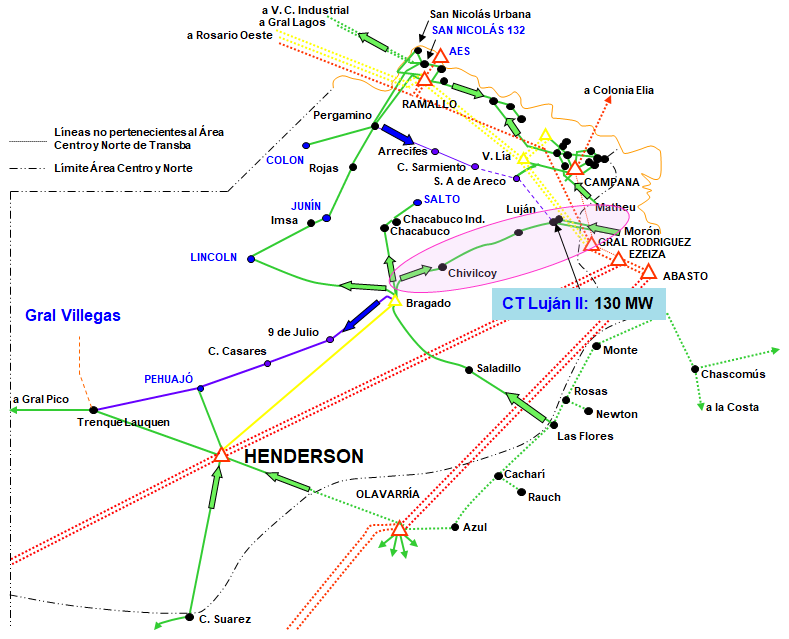 a V. C. Industrial
San Nicolás Urbana
a Gral Lagos
SAN NICOLÁS 132
a Rosario Oeste
AES
RAMALLO
a Colonia Elia
Pergamino
Líneas no pertenecientes al Área
Centro y Norte de Transba
Arrecifes
V. Lia
COLON
C. Sarmiento
Límite Área Centro y Norte
Rojas
S. A de Areco
CAMPANA
SALTO
JUNÍN
Matheu
Luján
Imsa
Chacabuco Ind.
Chacabuco
Morón
GRAL RODRIGUEZ
LINCOLN
EZEIZA
Chivilcoy
ABASTO
Bragado
CT Luján II: 130 MW
Gral Villegas
9 de Julio
C. Casares
Monte
Saladillo
Chascomús
PEHUAJÓ
Rosas
a Gral Pico
Newton
a la Costa
Trenque Lauquen
Las Flores
HENDERSON
Cacharí
OLAVARRÍA
Rauch
Azul
C. Suarez